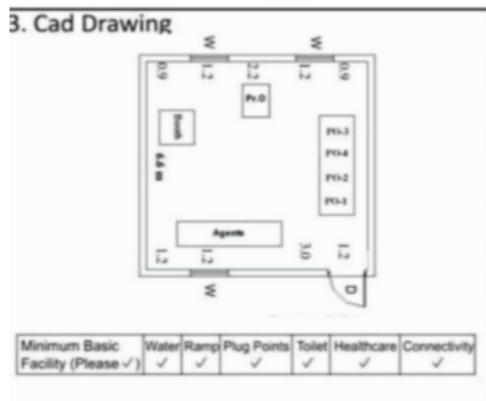 3. Cad Drawing
W W
0.9 1.2 2.2 1.2 0.9
Pr.O
Booth
PO-3
PO-4
PO-2
PO-1
6.6 m
Agents
1.2 1.2 3.0 1.2
W D
Minimum Basic Facility (Please ✓) Water Ramp Plug Points Toilet Healthcare Connectivity
✓ ✓ ✓ ✓ ✓ ✓